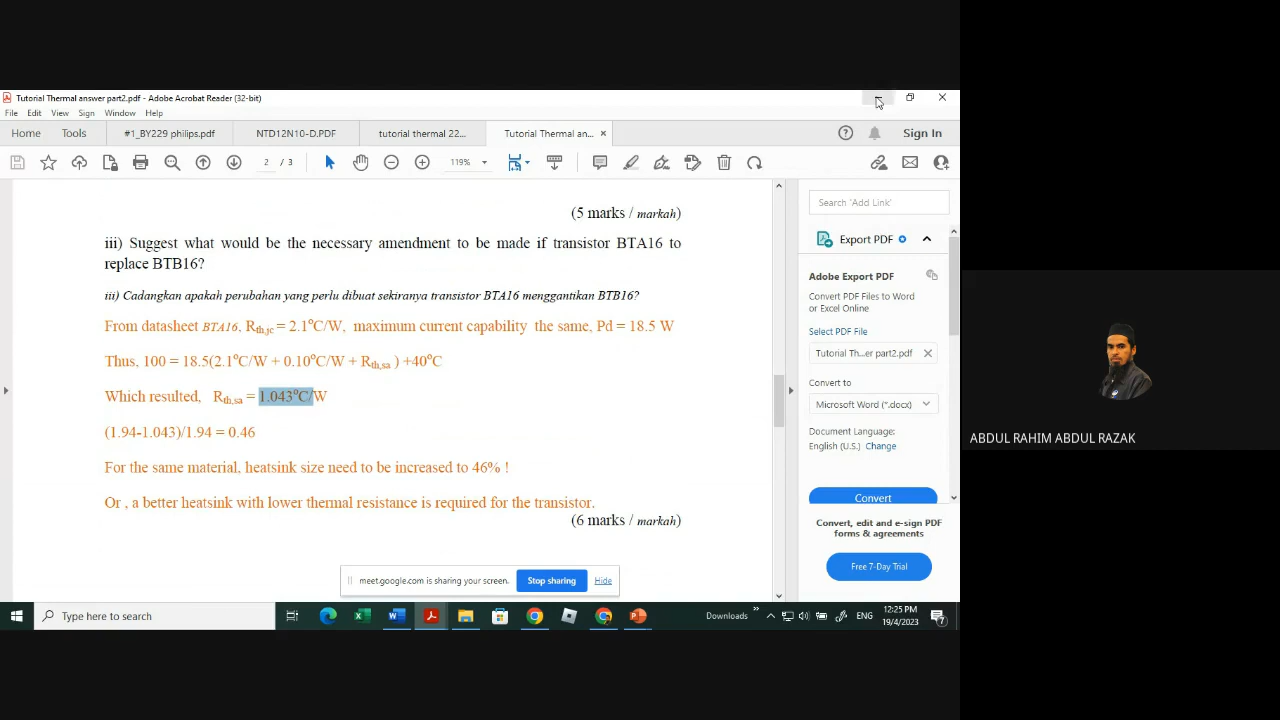 Tutorial Thermal answer part2.pdf - Adobe Acrobat Reader (32-bit)
File Edit View Sign Window Help
Home Tools #1_BY229 philips.pdf NTD12N10-D.PDF tutorial thermal 22... Tutorial Thermal an... × Sign In
2 / 3 119%
(5 marks / markah)
iii) Suggest what would be the necessary amendment to be made if transistor BTA16 to
replace BTB16?
iii) Cadangkan apakah perubahan yang perlu dibuat sekiranya transistor BTA16 menggantikan BTB16?
From datasheet BTA16, Rth,jc = 2.1°C/W, maximum current capability the same, Pd = 18.5 W
Thus, 100 = 18.5(2.1°C/W + 0.10°C/W + Rth,sa ) +40°C
Which resulted, Rth,sa = 1.043°C/W
(1.94-1.043)/1.94 = 0.46
For the same material, heatsink size need to be increased to 46% !
Or , a better heatsink with lower thermal resistance is required for the transistor.
(6 marks / markah)
Search 'Add Link'
Export PDF
Adobe Export PDF
Convert PDF Files to Word
or Excel Online
Select PDF File
Tutorial Th...er part2.pdf
Convert to
Microsoft Word (*.docx)
Document Language:
English (U.S.) Change
Convert
Convert, edit and e-sign PDF
forms & agreements
Free 7-Day Trial
meet.google.com is sharing your screen. Stop sharing Hide
Type here to search
Downloads
ENG
12:25 PM
19/4/2023
7
ABDUL RAHIM ABDUL RAZAK